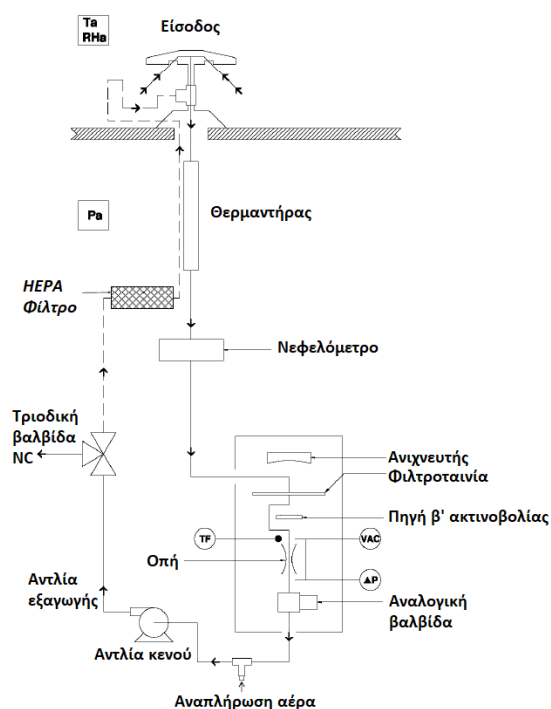 Ta
RHa
Είσοδος
Pa
Θερμαντήρας
HEPA
Φίλτρο
Νεφελόμετρο
Τριοδική
βαλβίδα
NC
Ανιχνευτής
Φιλτροταινία
Πηγή β' ακτινοβολίας
TF
VAC
Οπή
▲P
Αντλία
εξαγωγής
Αναλογική
βαλβίδα
Αντλία κενού
Αναπλήρωση αέρα